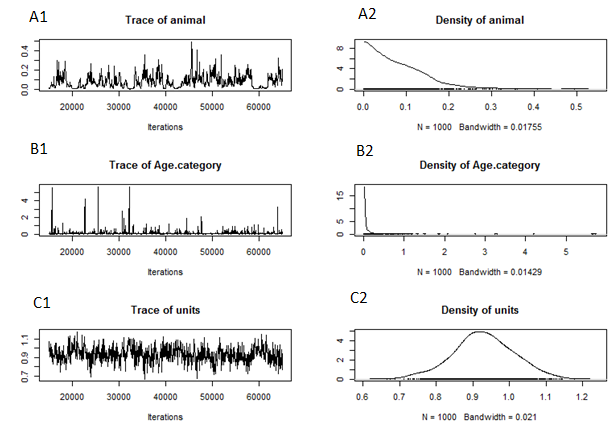 A1
A2
Trace of animal
Density of animal
0.0 0.2 0.4
20000 30000 40000 50000 60000
Iterations
0 4 8
0.0 0.1 0.2 0.3 0.4 0.5
N = 1000 Bandwidth = 0.01755
B1
B2
Trace of Age.category
Density of Age.category
0 2 4
20000 30000 40000 50000 60000
Iterations
0 5 15
0 1 2 3 4 5
N = 1000 Bandwidth = 0.01429
C1
C2
Trace of units
Density of units
0.7 0.9 1.1
20000 30000 40000 50000 60000
Iterations
0 2 4
0.6 0.7 0.8 0.9 1.0 1.1 1.2
N = 1000 Bandwidth = 0.021